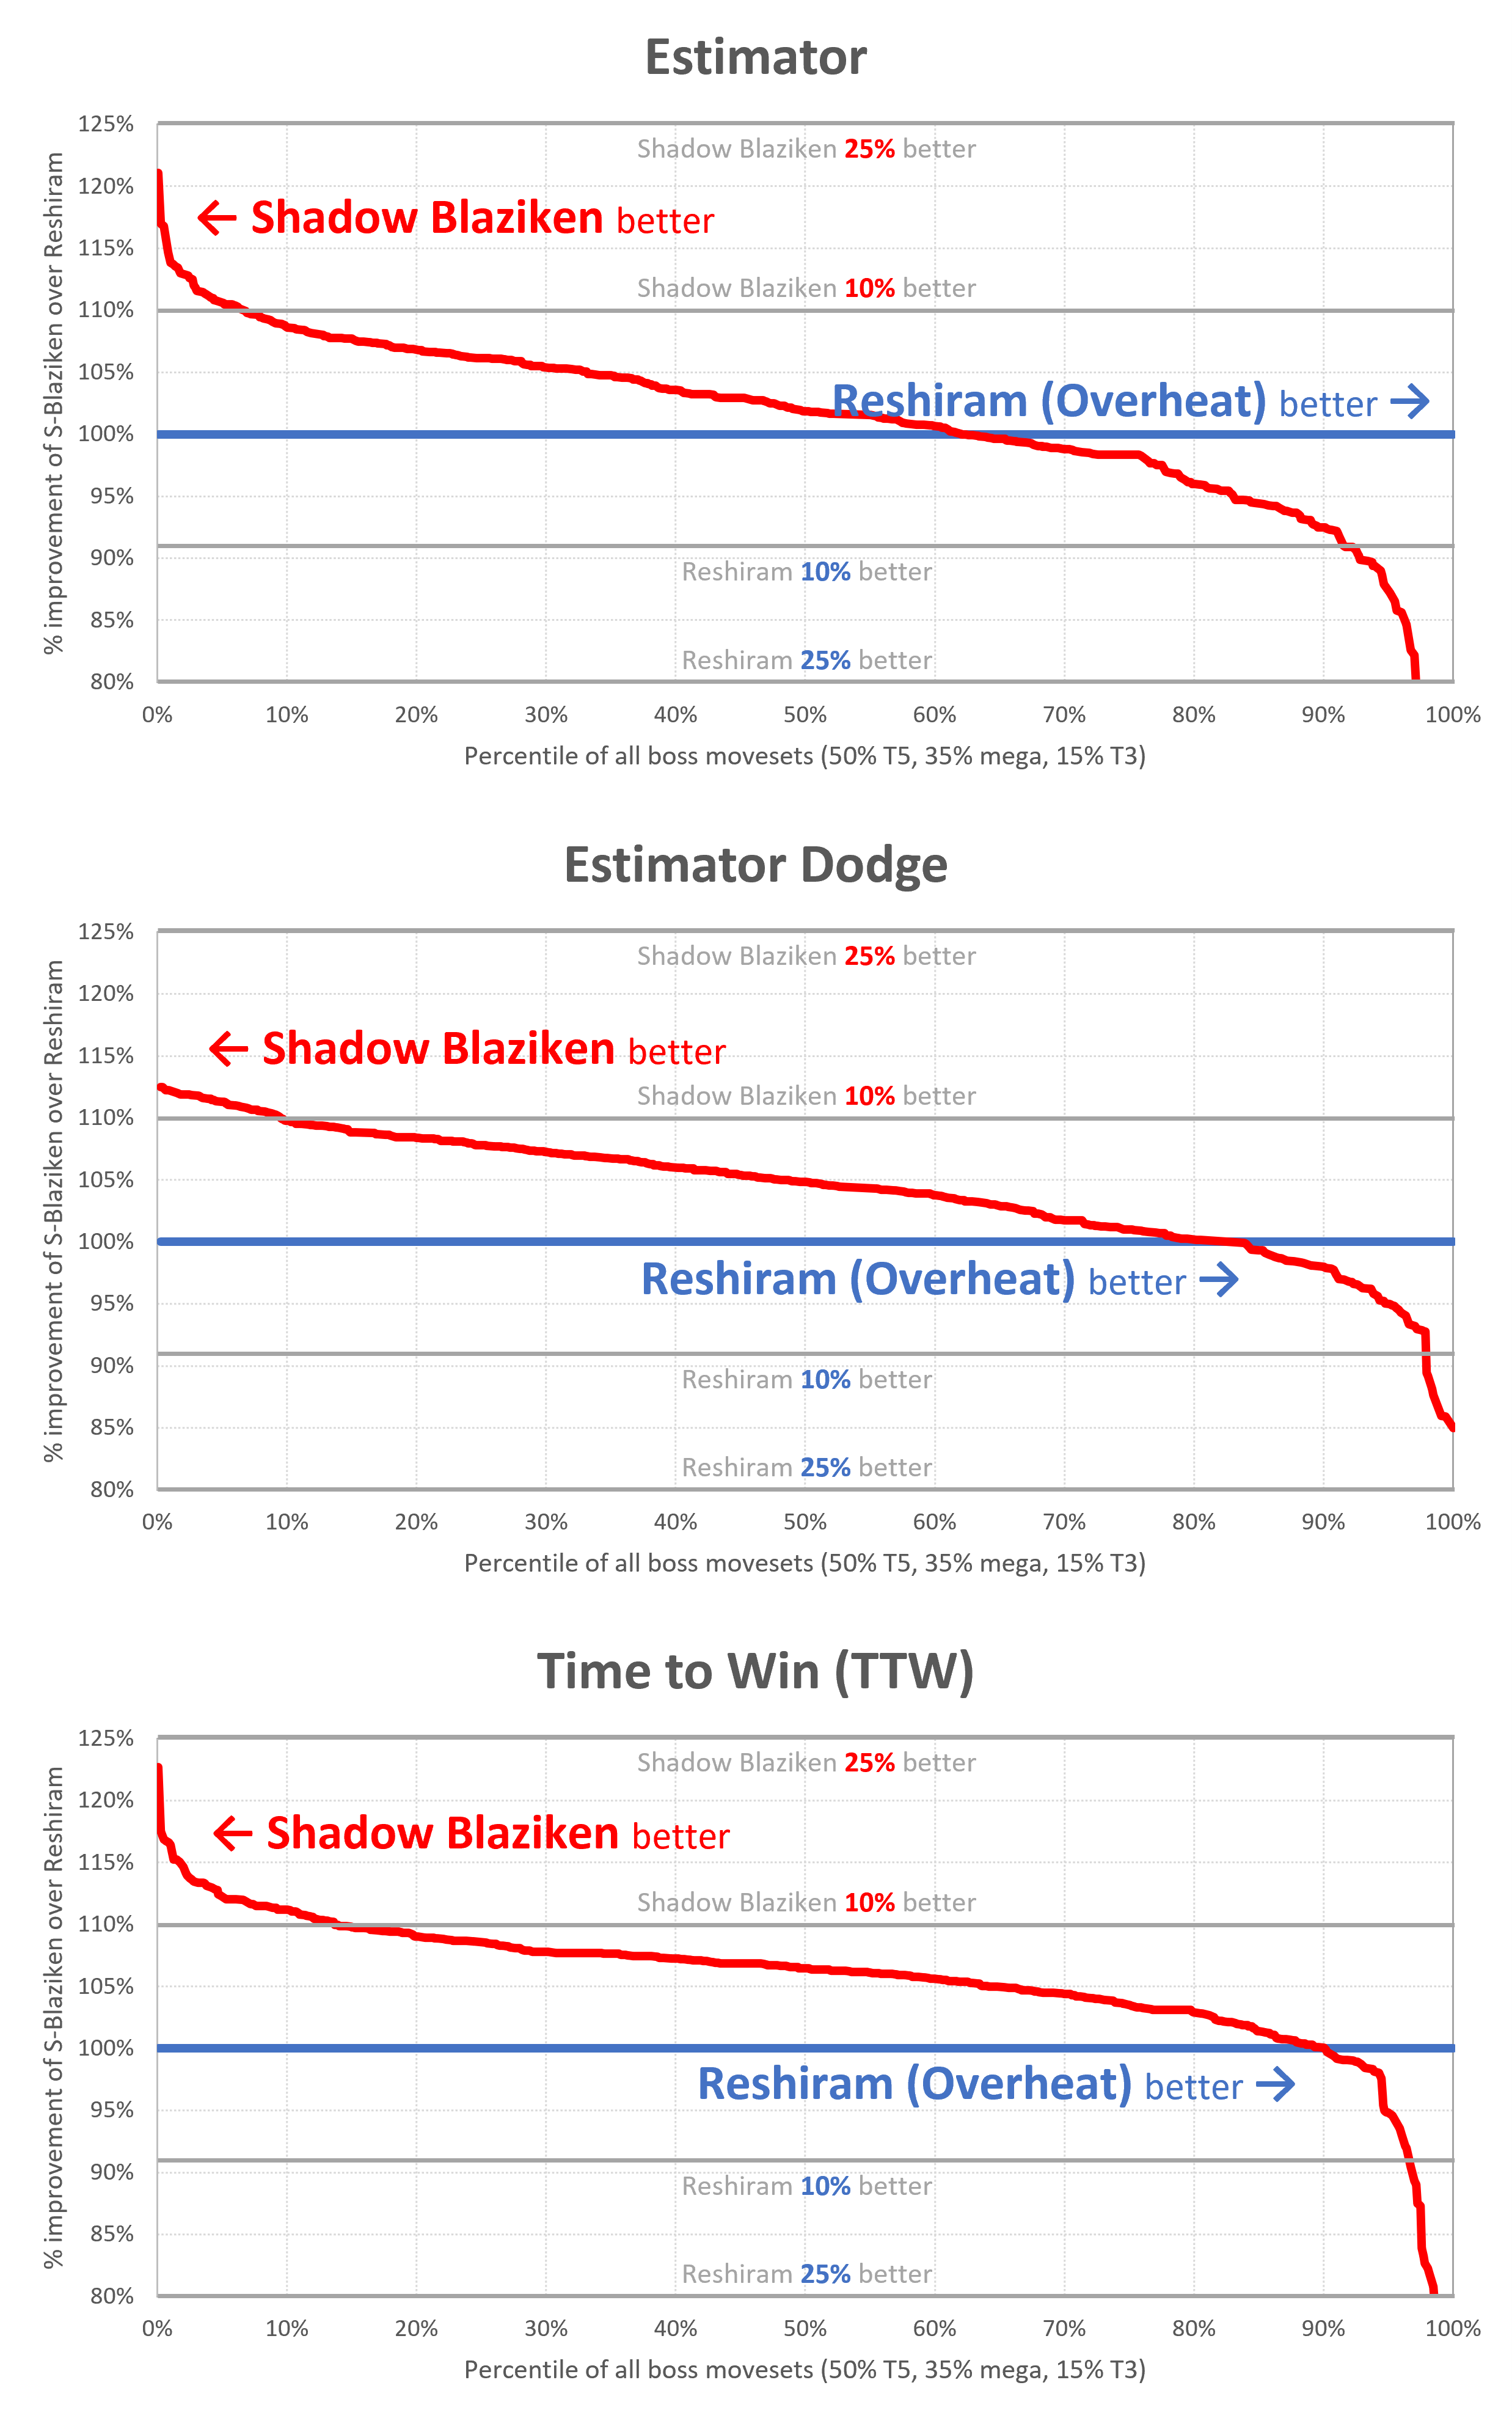 Estimator
125%
Shadow Blaziken 25% better
120%
← Shadow Blaziken better
115%
Shadow Blaziken 10% better
110%
105%
Reshiram (Overheat) better →
100%
95%
90%
Reshiram 10% better
85%
Reshiram 25% better
80%
% improvement of S-Blaziken over Reshiram
0% 10% 20% 30% 40% 50% 60% 70% 80% 90% 100%
Percentile of all boss movesets (50% T5, 35% mega, 15% T3)
Estimator Dodge
125%
Shadow Blaziken 25% better
120%
← Shadow Blaziken better
115%
Shadow Blaziken 10% better
110%
105%
100%
Reshiram (Overheat) better →
95%
90%
Reshiram 10% better
85%
Reshiram 25% better
80%
% improvement of S-Blaziken over Reshiram
0% 10% 20% 30% 40% 50% 60% 70% 80% 90% 100%
Percentile of all boss movesets (50% T5, 35% mega, 15% T3)
Time to Win (TTW)
125%
Shadow Blaziken 25% better
120%
← Shadow Blaziken better
115%
Shadow Blaziken 10% better
110%
105%
100%
Reshiram (Overheat) better →
95%
90%
Reshiram 10% better
85%
Reshiram 25% better
80%
% improvement of S-Blaziken over Reshiram
0% 10% 20% 30% 40% 50% 60% 70% 80% 90% 100%
Percentile of all boss movesets (50% T5, 35% mega, 15% T3)